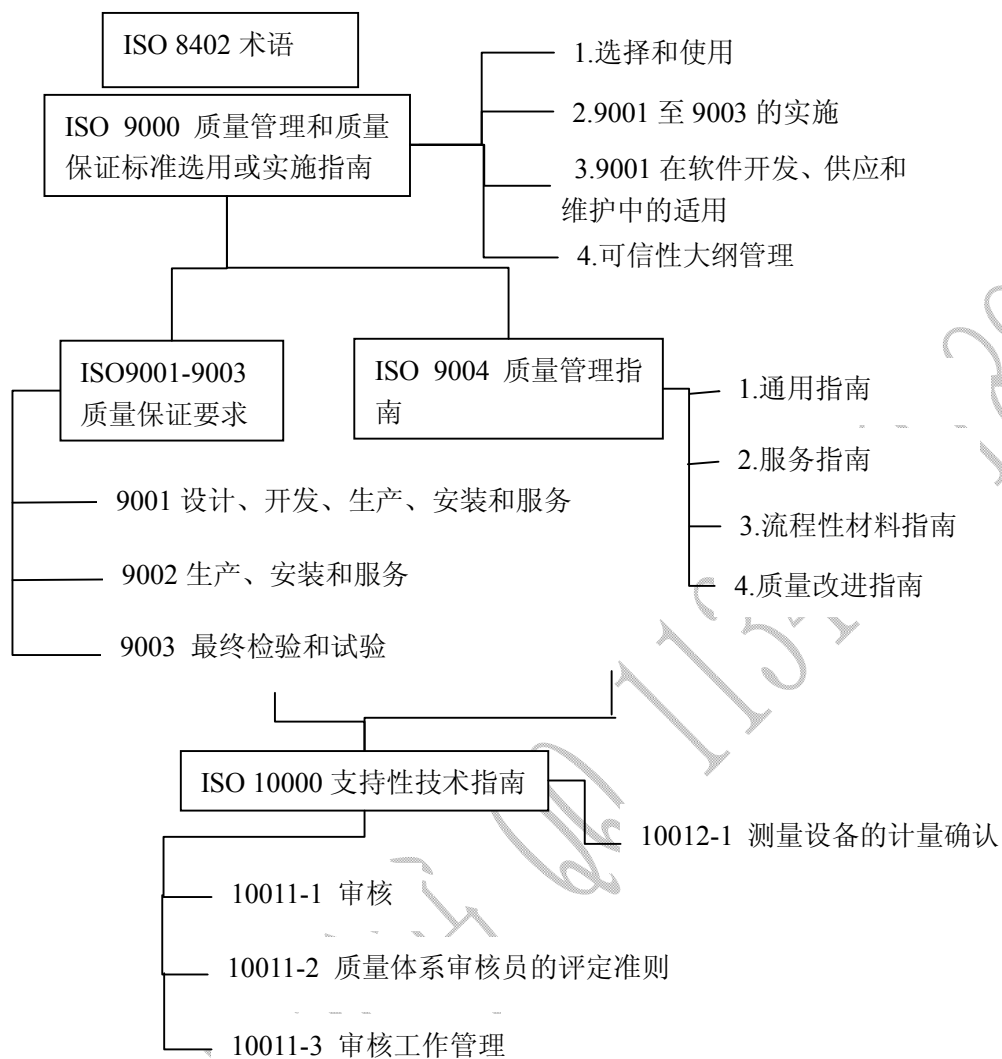 ISO 8402 术语
1.选择和使用
ISO 9000 质量管理和质量
保证标准选用或实施指南
2.9001 至 9003 的实施
3.9001 在软件开发、供应和
维护中的适用
4.可信性大纲管理
ISO9001-9003
质量保证要求
ISO 9004 质量管理指
南
1.通用指南
2.服务指南
3.流程性材料指南
4.质量改进指南
9001 设计、开发、生产、安装和服务
9002 生产、安装和服务
9003 最终检验和试验
ISO 10000 支持性技术指南
10012-1 测量设备的计量确认
10011-1 审核
10011-2 质量体系审核员的评定准则
10011-3 审核工作管理